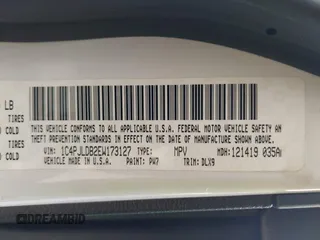 LB
TIRES
COLD
TIRES
COLD
THIS VEHICLE CONFORMS TO ALL APPLICABLE U.S.A. FEDERAL MOTOR VEHICLE SAFETY AND
THEFT PREVENTION STANDARDS IN EFFECT ON THE DATE OF MANUFACTURE SHOWN ABOVE.
VIN: 1C4PJLDB2EW173127 TYPE: MPV MDH: 121419 035A
MADE IN U.S.A. PAINT: PW7 TRIM: DLX9
DREAMBID